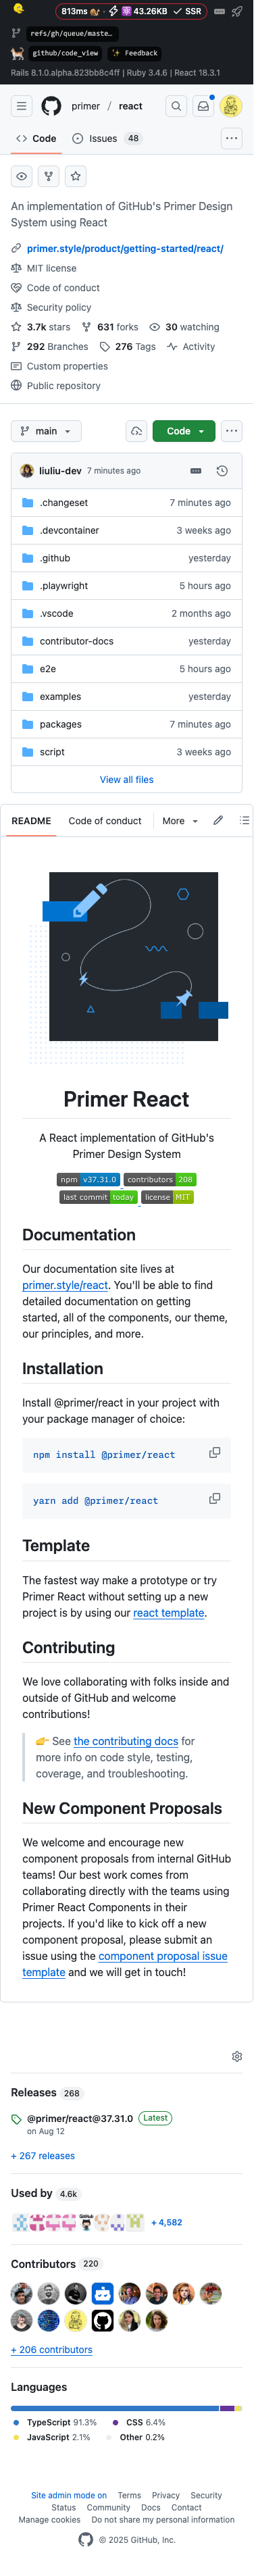 813ms · 43.26KB SSR
refs/gh/queue/maste…
github/code_view ✨ Feedback
Rails 8.1.0.alpha.823bb8c4ff | Ruby 3.4.6 | React 18.3.1
primer / react
Code Issues 48
An implementation of GitHub's Primer Design
System using React
primer.style/product/getting-started/react/
MIT license
Code of conduct
Security policy
3.7k stars 631 forks 30 watching
292 Branches 276 Tags Activity
Custom properties
Public repository
main Code
liuliu-dev 7 minutes ago
.changeset 7 minutes ago
.devcontainer 3 weeks ago
.github yesterday
.playwright 5 hours ago
.vscode 2 months ago
contributor-docs yesterday
e2e 5 hours ago
examples yesterday
packages 7 minutes ago
script 3 weeks ago
View all files
README Code of conduct More
Primer React
A React implementation of GitHub's
Primer Design System
npm v37.31.0 contributors 208
last commit today license MIT
Documentation
Our documentation site lives at
primer.style/react. You'll be able to find
detailed documentation on getting
started, all of the components, our theme,
our principles, and more.
Installation
Install @primer/react in your project with
your package manager of choice:
npm install @primer/react
yarn add @primer/react
Template
The fastest way make a prototype or try
Primer React without setting up a new
project is by using our react template.
Contributing
We love collaborating with folks inside and
outside of GitHub and welcome
contributions!
👉 See the contributing docs for
more info on code style, testing,
coverage, and troubleshooting.
New Component Proposals
We welcome and encourage new
component proposals from internal GitHub
teams! Our best work comes from
collaborating directly with the teams using
Primer React Components in their
projects. If you'd like to kick off a new
component proposal, please submit an
issue using the component proposal issue
template and we will get in touch!
Releases 268
@primer/react@37.31.0 Latest
on Aug 12
+ 267 releases
Used by 4.6k
+ 4,582
Contributors 220
+ 206 contributors
Languages
TypeScript 91.3% CSS 6.4%
JavaScript 2.1% Other 0.2%
Site admin mode on Terms Privacy Security
Status Community Docs Contact
Manage cookies Do not share my personal information
© 2025 GitHub, Inc.